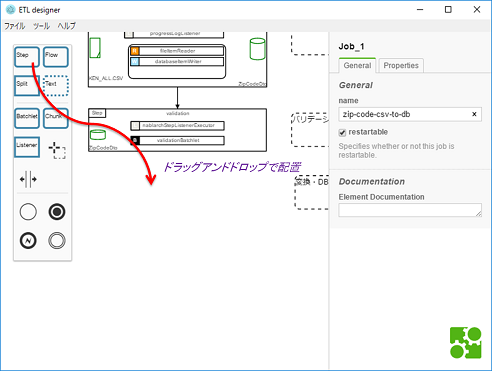 ETL designer
ファイル ツール ヘルプ
Step
Flow
Split
Text
Batchlet
Chunk
Listener
progressLogListener
fileItemReader
databaseItemWriter
KEN_ALL.CSV
ZipCodeDto
Step
validation
nablarchStepListenerExecutor
validationBatchlet
ZipCodeDto
バリデーシ
ドラッグアンドドロップで配置
変換・DB
Job_1
General
Properties
General
name
zip-code-csv-to-db
x
restartable
Specifies whether or not this job is
restartable.
Documentation
Element Documentation